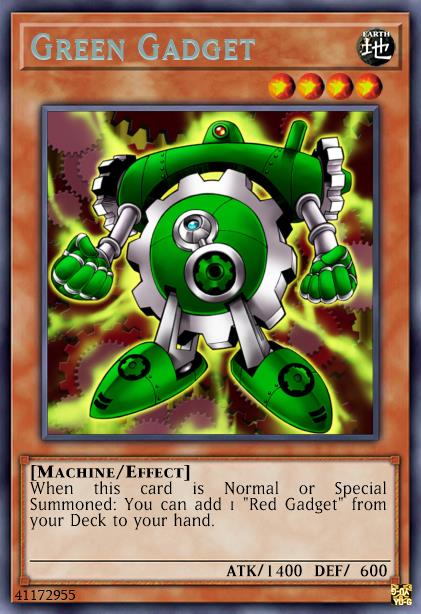 Green Gadget
EARTH
地
[Machine/Effect]
When this card is Normal or Special
Summoned: You can add 1 "Red Gadget" from
your Deck to your hand.
ATK/1400 DEF/ 600
41172955